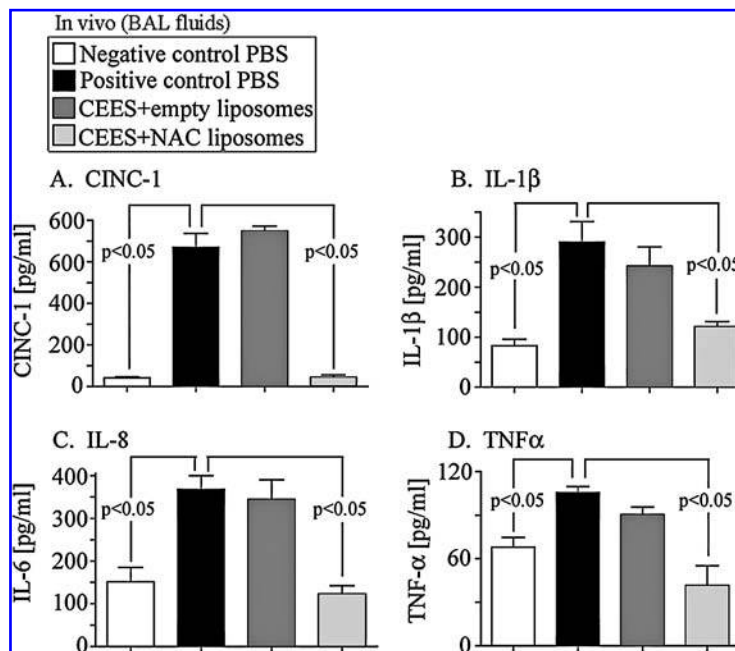 In vivo (BAL fluids)
Negative control PBS
Positive control PBS
CEES+empty liposomes
CEES+NAC liposomes
A. CINC-1
CINC-1 [pg/ml]
600
600
400
200
0
p<0.05
p<0.05
B. IL-1β
IL-1β [pg/ml]
300
200
100
0
p<0.05
p<0.05
C. IL-8
IL-6 [pg/ml]
400
300
200
100
0
p<0.05
p<0.05
D. TNFα
TNF-α [pg/ml]
120
60
0
p<0.05
p<0.05